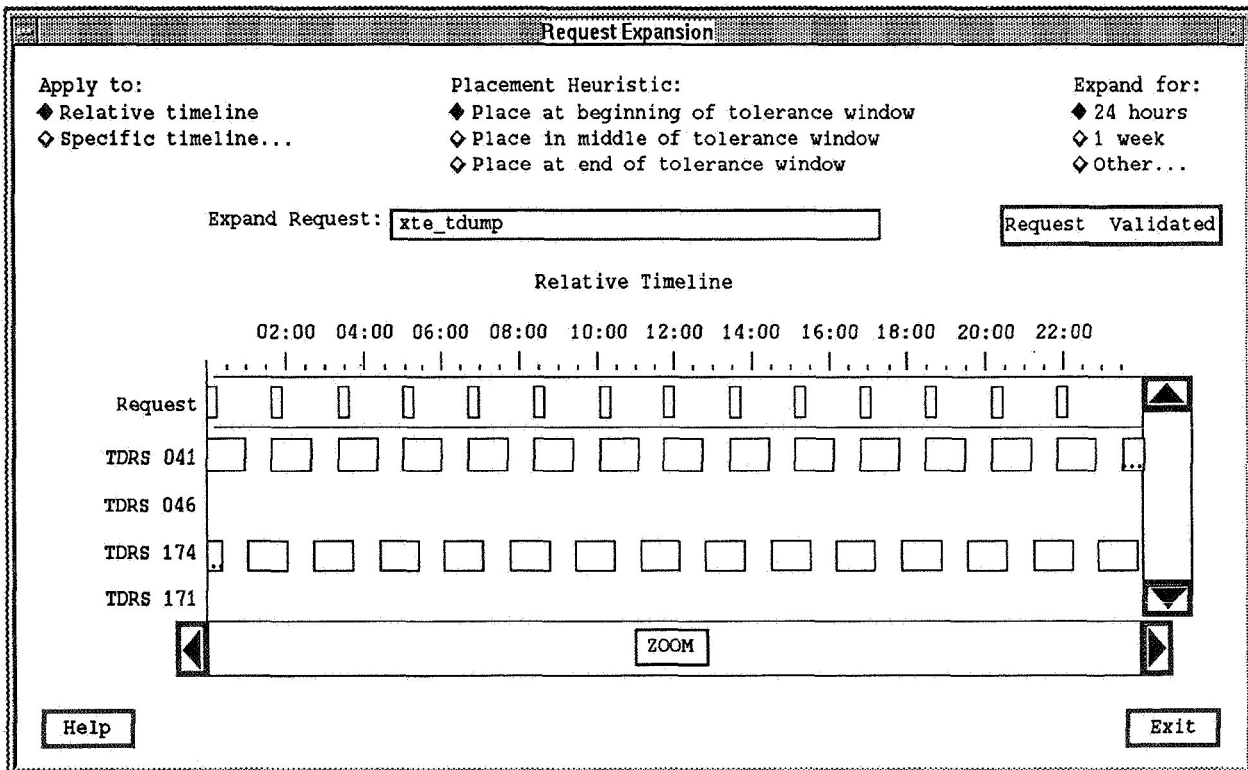 Request Expansion
Apply to:
Relative timeline
Specific timeline...
Placement Heuristic:
Place at beginning of tolerance window
Place in middle of tolerance window
Place at end of tolerance window
Expand for:
24 hours
1 week
Other...
Expand Request: xte_tdump
Request Validated
Relative Timeline
02:00 04:00 06:00 08:00 10:00 12:00 14:00 16:00 18:00 20:00 22:00
Request
TDRS 041 ...
TDRS 046
TDRS 174 .
TDRS 171
ZOOM
Help
Exit